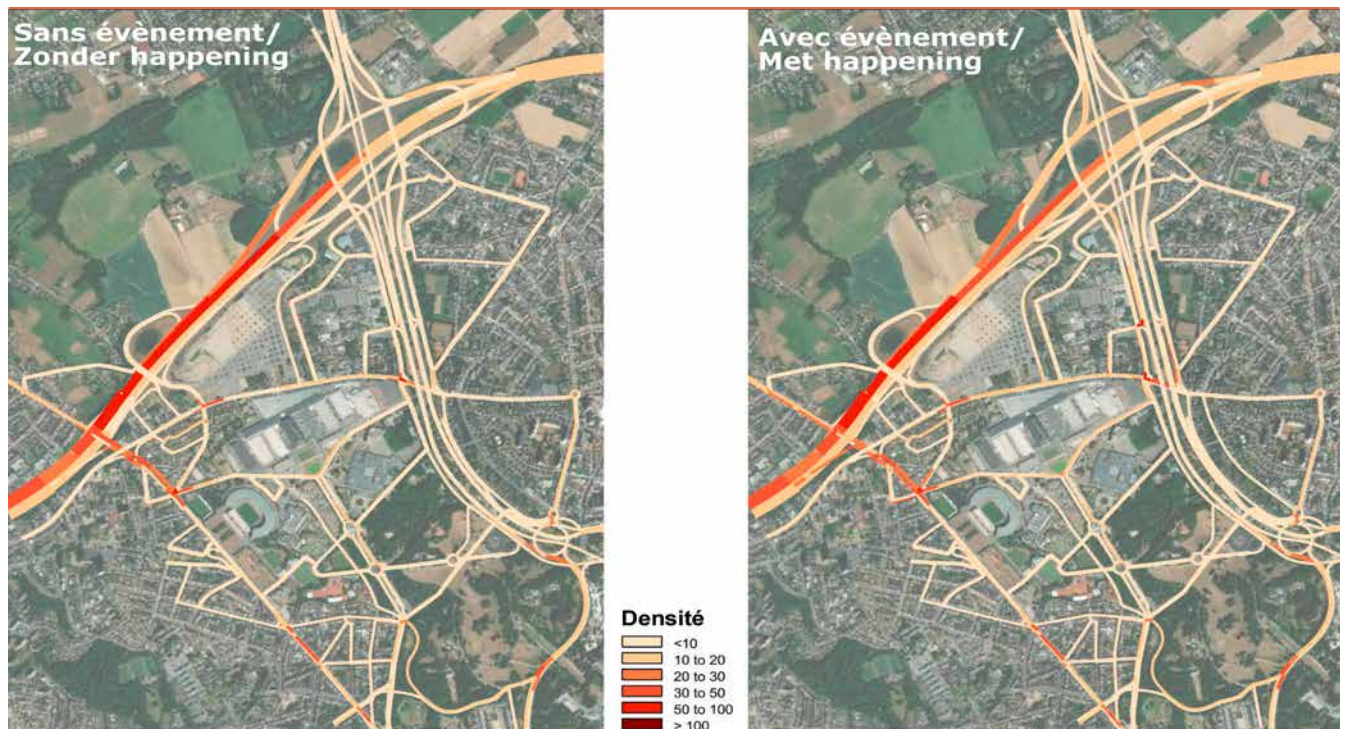 Sans évènement/
Zonder happening
Avec évènement/
Met happening
Densité
<10
10 to 20
20 to 30
30 to 50
50 to 100
> 100